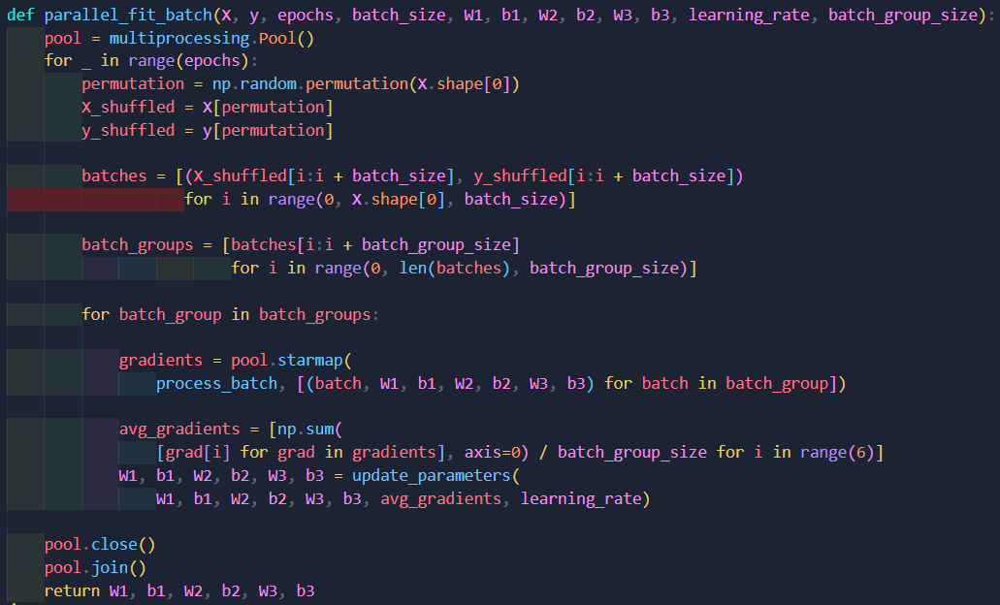 def parallel_fit_batch(X, y, epochs, batch_size, W1, b1, W2, b2, W3, b3, learning_rate, batch_group_size):
    pool = multiprocessing.Pool()
    for _ in range(epochs):
        permutation = np.random.permutation(X.shape[0])
        X_shuffled = X[permutation]
        y_shuffled = y[permutation]

        batches = [(X_shuffled[i:i + batch_size], y_shuffled[i:i + batch_size])
                   for i in range(0, X.shape[0], batch_size)]

        batch_groups = [batches[i:i + batch_group_size]
                        for i in range(0, len(batches), batch_group_size)]

        for batch_group in batch_groups:

            gradients = pool.starmap(
                process_batch, [(batch, W1, b1, W2, b2, W3, b3) for batch in batch_group])

            avg_gradients = [np.sum(
                [grad[i] for grad in gradients], axis=0) / batch_group_size for i in range(6)]
            W1, b1, W2, b2, W3, b3 = update_parameters(
                W1, b1, W2, b2, W3, b3, avg_gradients, learning_rate)

    pool.close()
    pool.join()
    return W1, b1, W2, b2, W3, b3